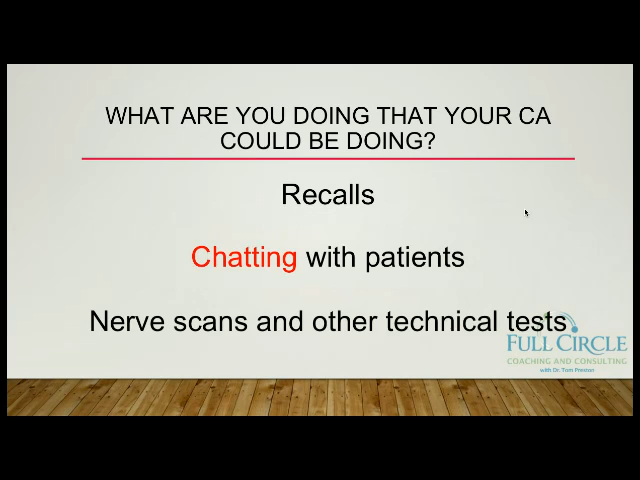 WHAT ARE YOU DOING THAT YOUR CA
COULD BE DOING?
Recalls
Chatting with patients
Nerve scans and other technical tests
FULL CIRCLE
COACHING AND CONSULTING
with Dr. Tom Preston